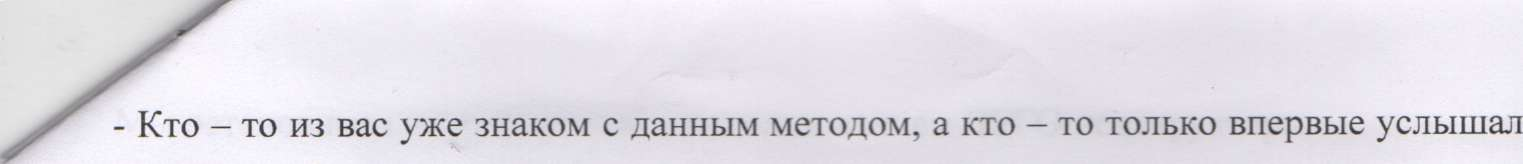 - Кто – то из вас уже знаком с данным методом, а кто – то только впервые услышал